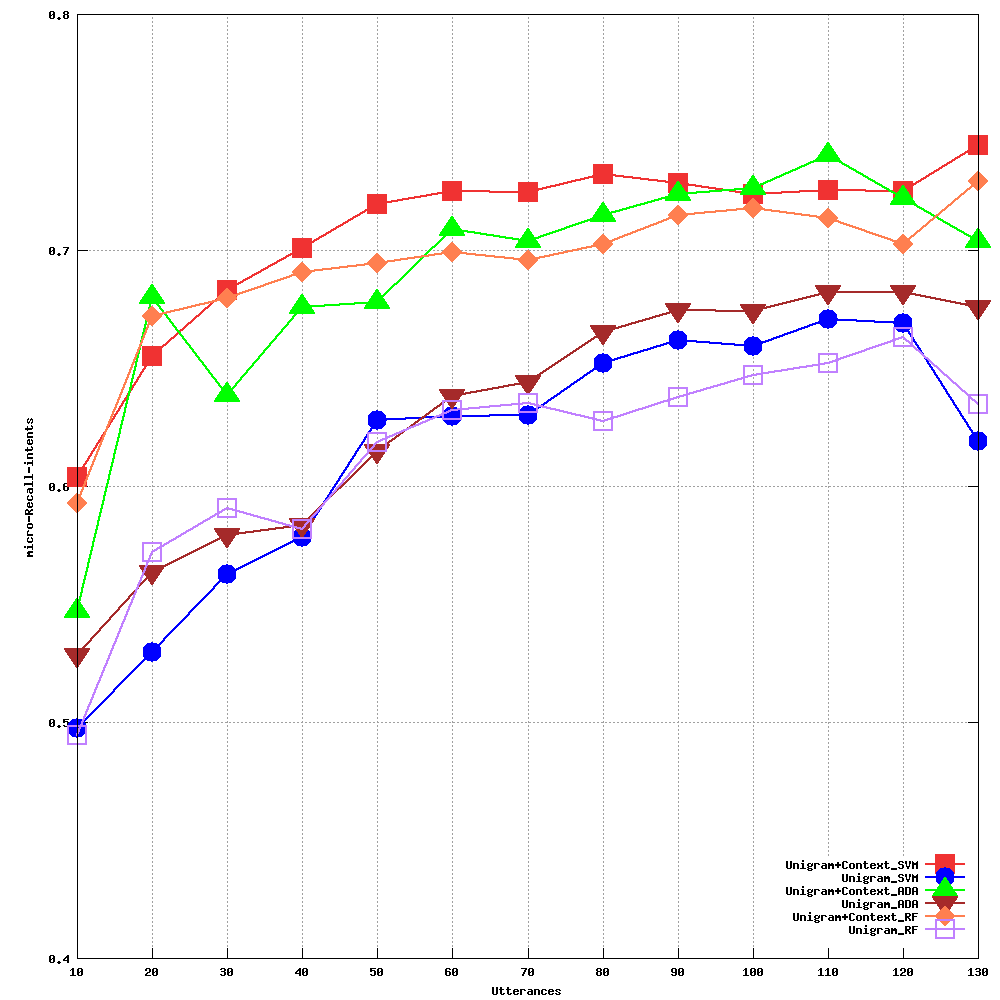 0.8
0.7
0.6
0.5
0.4
micro-Recall-intents
Unigram+Context_SVM
Unigram_SVM
Unigram+Context_ADA
Unigram_ADA
Unigram+Context_RF
Unigram_RF
10 20 30 40 50 60 70 80 90 100 110 120 130
Utterances